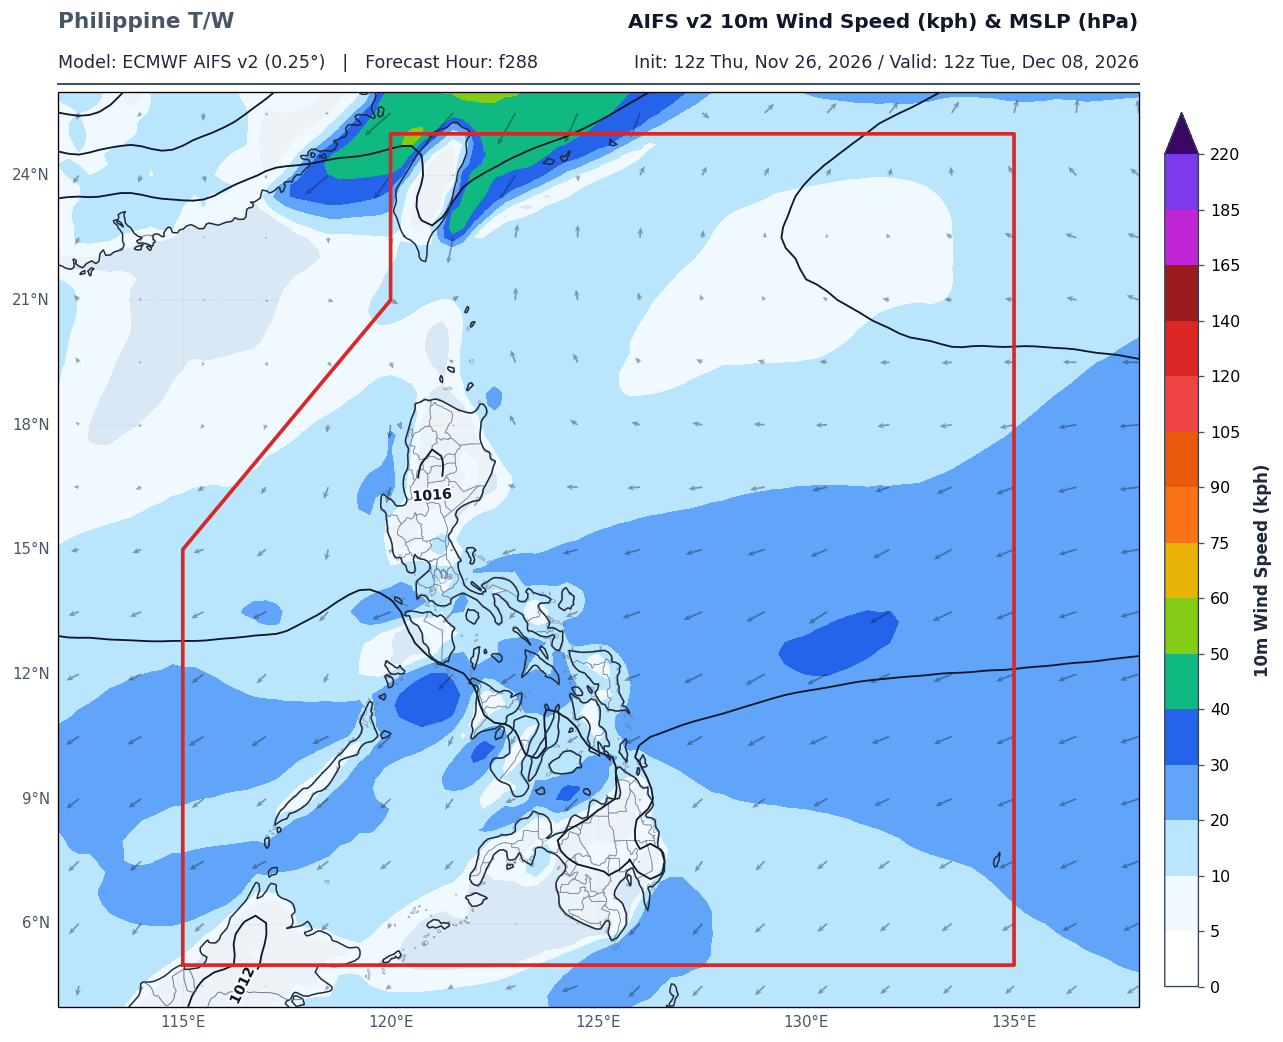 Philippine T/W
AIFS v2 10m Wind Speed (kph) & MSLP (hPa)
Model: ECMWF AIFS v2 (0.25°) | Forecast Hour: f288
Init: 12z Thu, Nov 26, 2026 / Valid: 12z Tue, Dec 08, 2026
24°N
21°N
18°N
15°N
12°N
9°N
6°N
1016
1012
115°E
120°E
125°E
130°E
135°E
220
185
165
140
120
105
90
75
60
50
40
30
20
10
5
0
10m Wind Speed (kph)